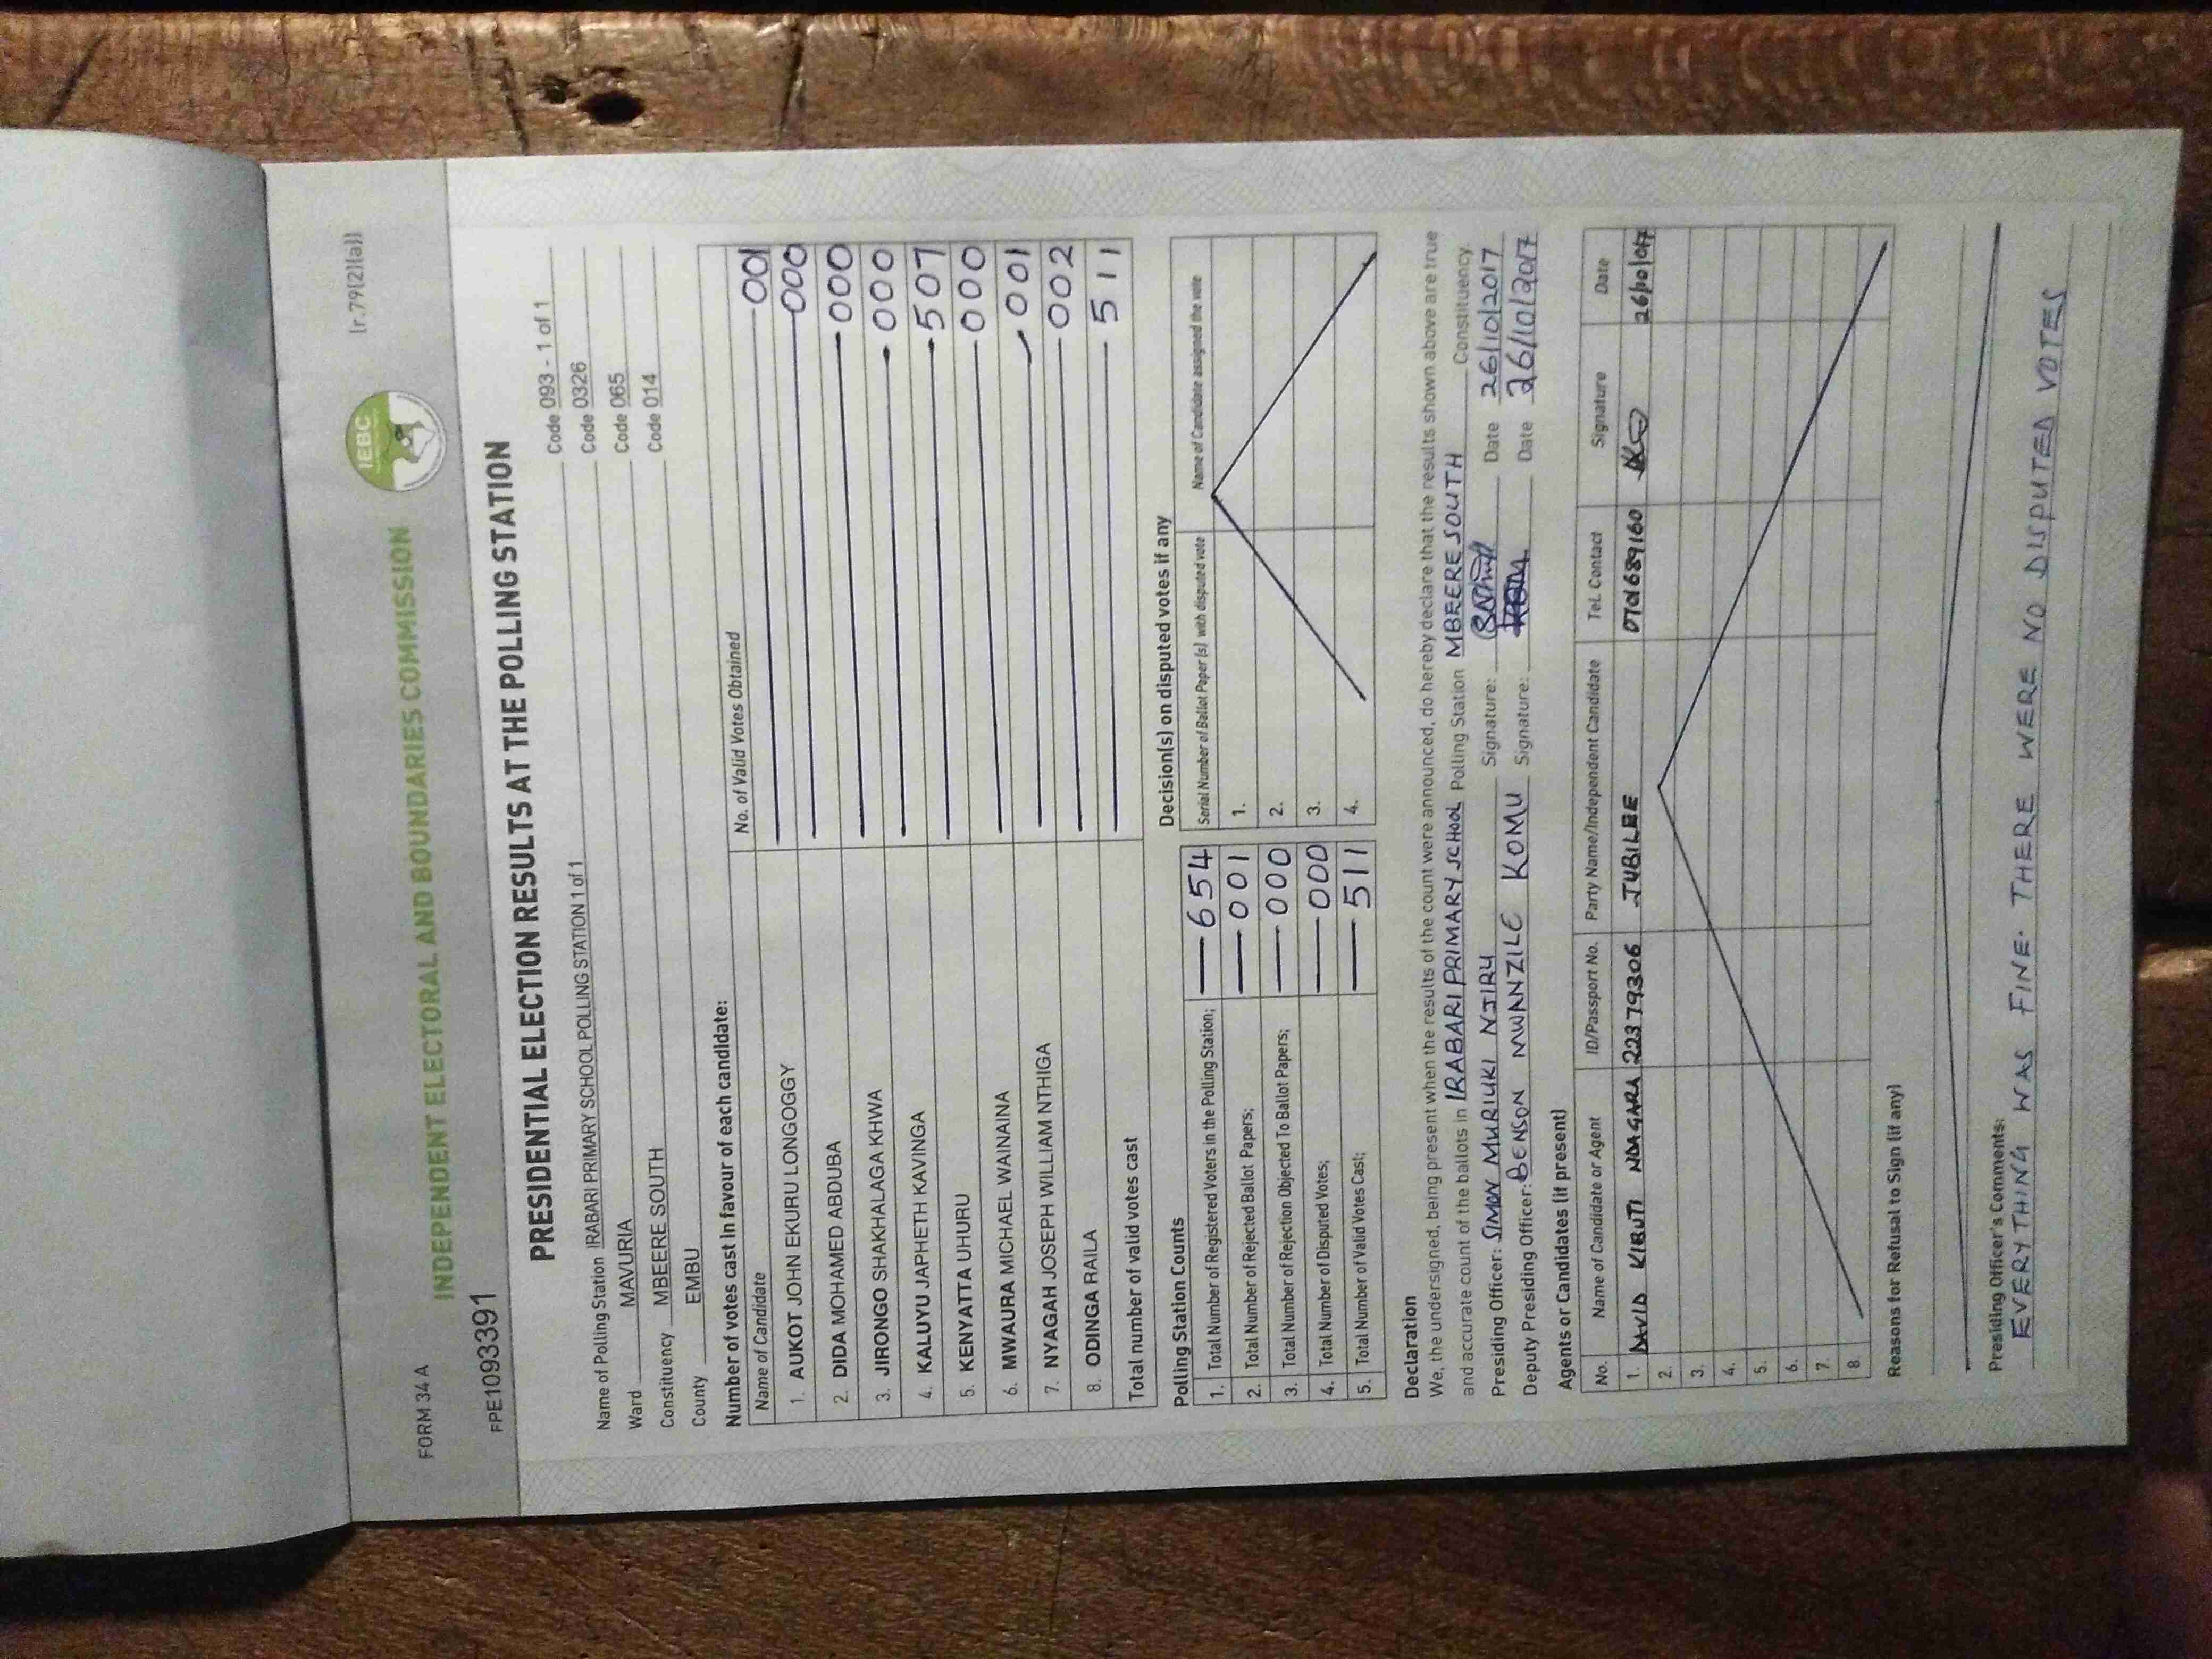 FORM 34 A
[r.79(2)(a)]
IEBC
INDEPENDENT ELECTORAL AND BOUNDARIES COMMISSION
FPE1093391
PRESIDENTIAL ELECTION RESULTS AT THE POLLING STATION
Name of Polling Station IRABARI PRIMARY SCHOOL POLLING STATION 1 of 1 Code 093 - 1 of 1
Ward MAVURIA Code 0326
Constituency MBEERE SOUTH Code 065
County EMBU Code 014
Number of votes cast in favour of each candidate:
Name of Candidate No. of Valid Votes Obtained
1. AUKOT JOHN EKURU LONGOGGY 001
2. DIDA MOHAMED ABDUBA 000
3. JIRONGO SHAKHALAGA KHWA 000
4. KALUYU JAPHETH KAVINGA 000
5. KENYATTA UHURU 507
6. MWAURA MICHAEL WAINAINA 000
7. NYAGAH JOSEPH WILLIAM NTHIGA 001
8. ODINGA RAILA 002
Total number of valid votes cast 511
Polling Station Counts
1. Total Number of Registered Voters in the Polling Station; 654
2. Total Number of Rejected Ballot Papers; 001
3. Total Number of Rejection Objected To Ballot Papers; 000
4. Total Number of Disputed Votes; 000
5. Total Number of Valid Votes Cast; 511
Decision(s) on disputed votes if any
Serial Number of Ballot Paper (s) with disputed vote Name of Candidate assigned the vote
1.
2.
3.
4.
Declaration
We, the undersigned, being present when the results of the count were announced, do hereby declare that the results shown above are true
and accurate count of the ballots in IRABARI PRIMARY SCHOOL Polling Station MBEERE SOUTH Constituency.
Presiding Officer: SIMON MURIUKI NJIRU Signature: Date 26/10/2017
Deputy Presiding Officer: BENSON MWANZILE KOMU Signature: Date 26/10/2017
Agents or Candidates (if present)
No. Name of Candidate or Agent ID/Passport No. Party Name/Independent Candidate Tel. Contact Signature Date
1. DAVID KIBUTI NDAGARA 22379306 JUBILEE 0701689160 26/10/017
2.
3.
4.
5.
6.
7.
8.
Reasons for Refusal to Sign (if any)
Presiding Officer's Comments:
EVERYTHING WAS FINE. THERE WERE NO DISPUTED VOTES